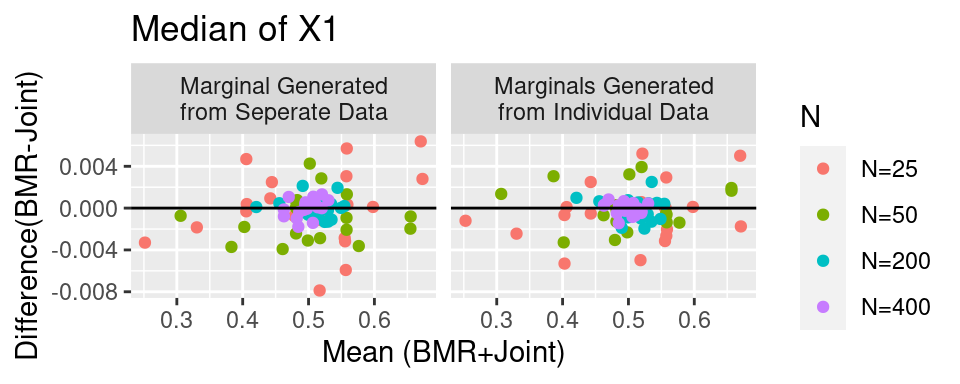 Median of X1
Marginal Generated
from Seperate Data
Marginals Generated
from Individual Data
Difference(BMR-Joint)
0.004
0.000
-0.004
-0.008
0.3 0.4 0.5 0.6
0.3 0.4 0.5 0.6
Mean (BMR+Joint)
N
N=25
N=50
N=200
N=400